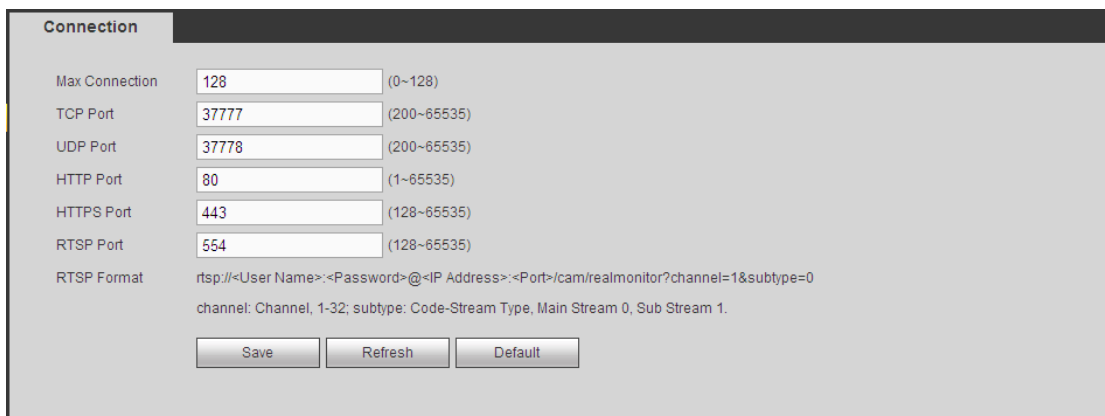 Connection
Max Connection 128 (0~128)
TCP Port 37777 (200~65535)
UDP Port 37778 (200~65535)
HTTP Port 80 (1~65535)
HTTPS Port 443 (128~65535)
RTSP Port 554 (128~65535)
RTSP Format rtsp://<User Name>:<Password>@<IP Address>:<Port>/cam/realmonitor?channel=1&subtype=0
channel: Channel, 1-32; subtype: Code-Stream Type, Main Stream 0, Sub Stream 1.
Save Refresh Default